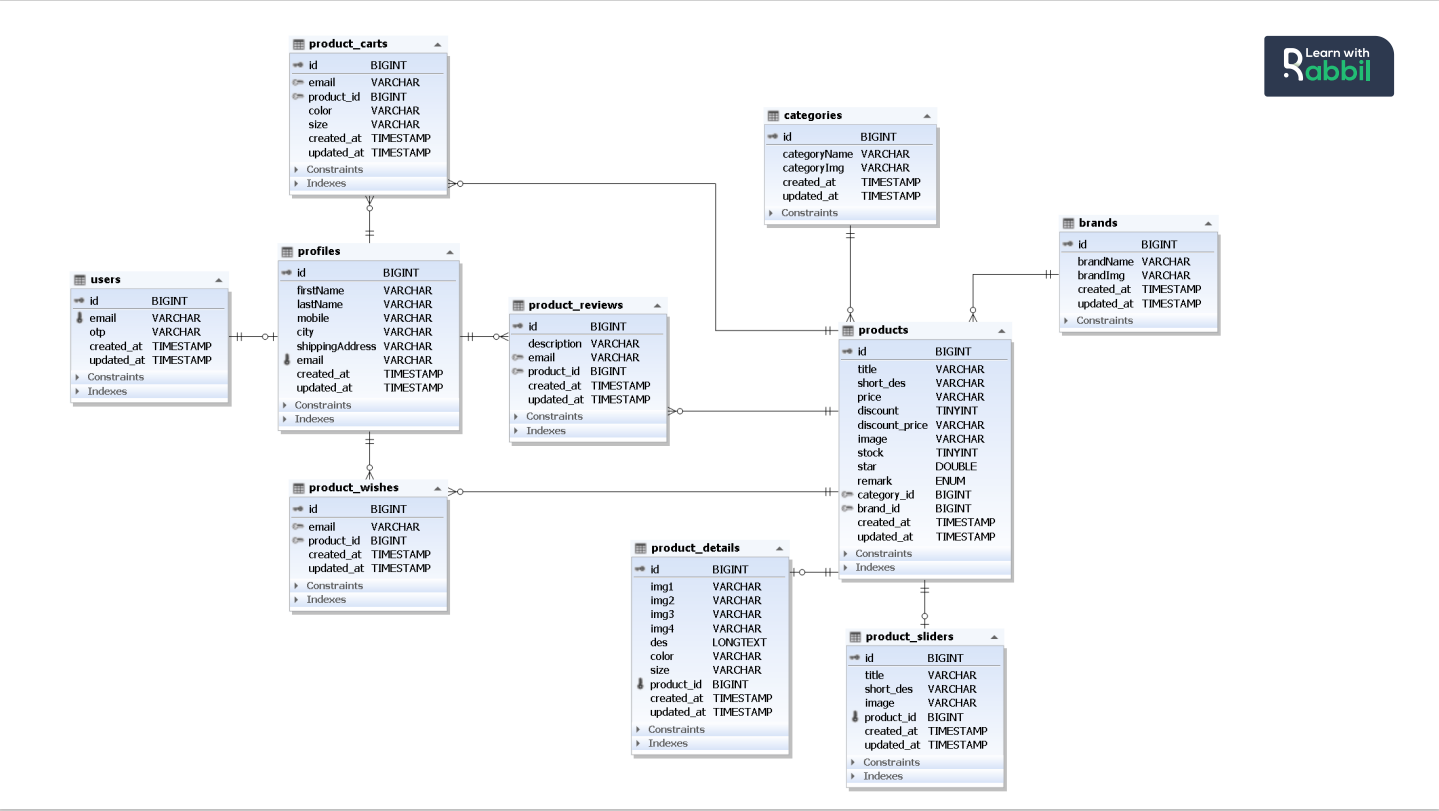 product_carts
id BIGINT
email VARCHAR
product_id BIGINT
color VARCHAR
size VARCHAR
created_at TIMESTAMP
updated_at TIMESTAMP
Constraints
Indexes
Learn with
Rabbil
categories
id BIGINT
categoryName VARCHAR
categoryImg VARCHAR
created_at TIMESTAMP
updated_at TIMESTAMP
Constraints
brands
id BIGINT
brandName VARCHAR
brandImg VARCHAR
created_at TIMESTAMP
updated_at TIMESTAMP
Constraints
users
id BIGINT
email VARCHAR
otp VARCHAR
created_at TIMESTAMP
updated_at TIMESTAMP
Constraints
Indexes
profiles
id BIGINT
firstName VARCHAR
lastName VARCHAR
mobile VARCHAR
city VARCHAR
shippingAddress VARCHAR
email VARCHAR
created_at TIMESTAMP
updated_at TIMESTAMP
Constraints
Indexes
product_reviews
id BIGINT
description VARCHAR
email VARCHAR
product_id BIGINT
created_at TIMESTAMP
updated_at TIMESTAMP
Constraints
Indexes
products
id BIGINT
title VARCHAR
short_des VARCHAR
price VARCHAR
discount TINYINT
discount_price VARCHAR
image VARCHAR
stock TINYINT
star DOUBLE
remark ENUM
category_id BIGINT
brand_id BIGINT
created_at TIMESTAMP
updated_at TIMESTAMP
Constraints
Indexes
product_wishes
id BIGINT
email VARCHAR
product_id BIGINT
created_at TIMESTAMP
updated_at TIMESTAMP
Constraints
Indexes
product_details
id BIGINT
img1 VARCHAR
img2 VARCHAR
img3 VARCHAR
img4 VARCHAR
des LONGTEXT
color VARCHAR
size VARCHAR
product_id BIGINT
created_at TIMESTAMP
updated_at TIMESTAMP
Constraints
Indexes
product_sliders
id BIGINT
title VARCHAR
short_des VARCHAR
image VARCHAR
product_id BIGINT
created_at TIMESTAMP
updated_at TIMESTAMP
Constraints
Indexes